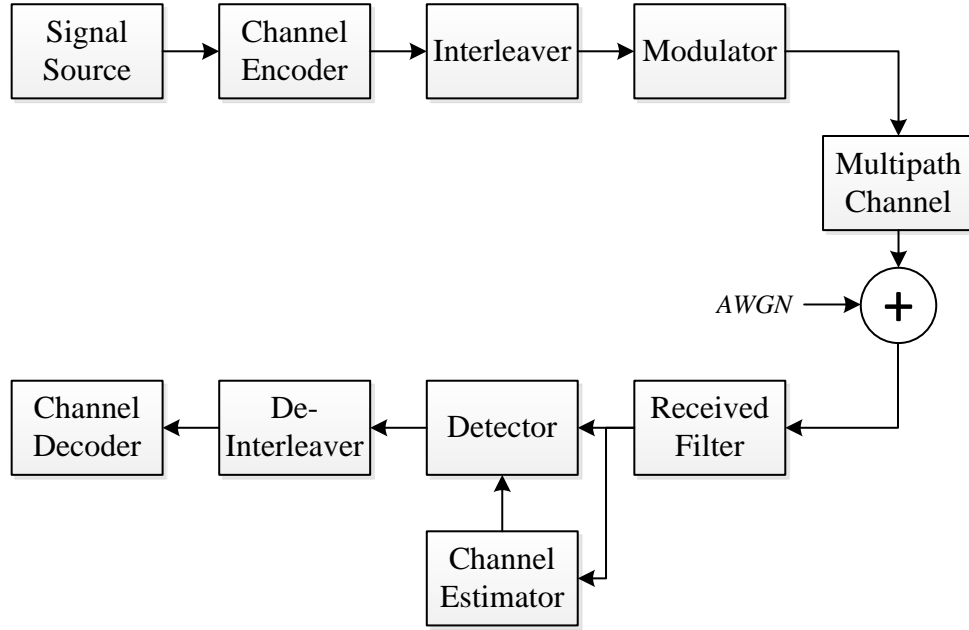 Signal
Source
Channel
Encoder
Interleaver
Modulator
Multipath
Channel
AWGN
+
Channel
Decoder
De-
Interleaver
Detector
Received
Filter
Channel
Estimator